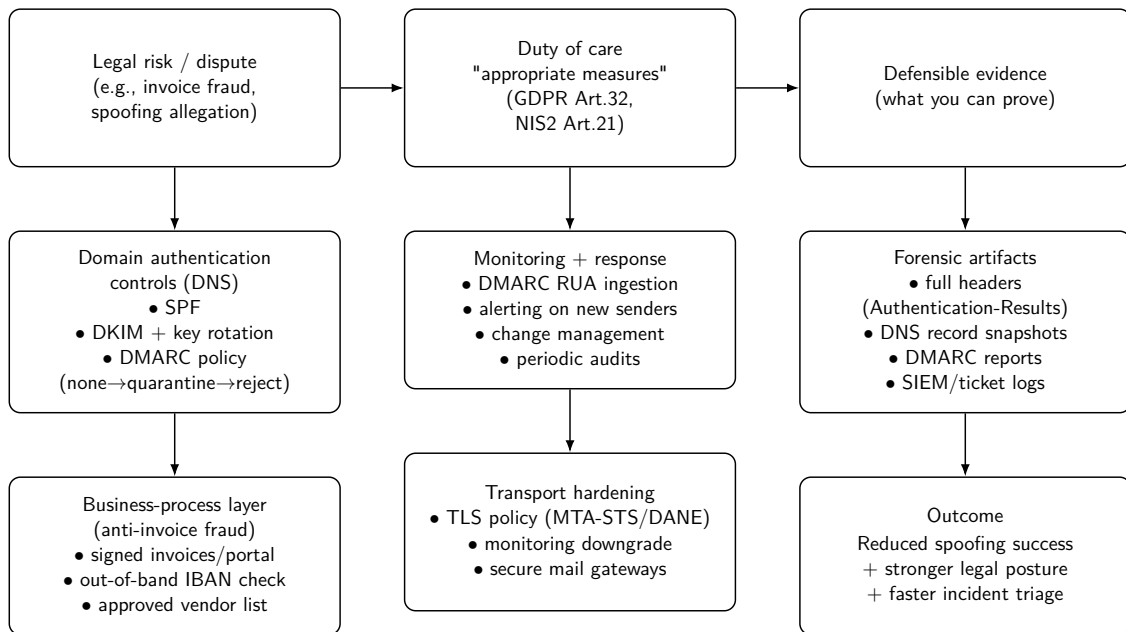 Legal risk / dispute
(e.g., invoice fraud,
spoofing allegation)
Duty of care
"appropriate measures"
(GDPR Art.32,
NIS2 Art.21)
Defensible evidence
(what you can prove)
Domain authentication
controls (DNS)
• SPF
• DKIM + key rotation
• DMARC policy
(none→quarantine→reject)
Monitoring + response
• DMARC RUA ingestion
• alerting on new senders
• change management
• periodic audits
Forensic artifacts
• full headers
(Authentication-Results)
• DNS record snapshots
• DMARC reports
• SIEM/ticket logs
Business-process layer
(anti-invoice fraud)
• signed invoices/portal
• out-of-band IBAN check
• approved vendor list
Transport hardening
• TLS policy (MTA-STS/DANE)
• monitoring downgrade
• secure mail gateways
Outcome
Reduced spoofing success
+ stronger legal posture
+ faster incident triage